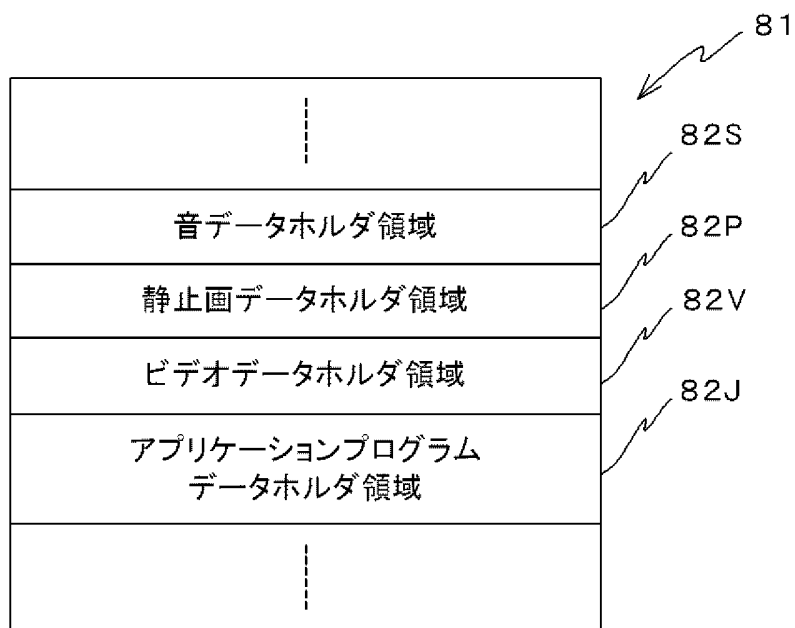 81
82S
音データホルダ領域
82P
静止画データホルダ領域
82V
ビデオデータホルダ領域
82J
アプリケーションプログラム
データホルダ領域